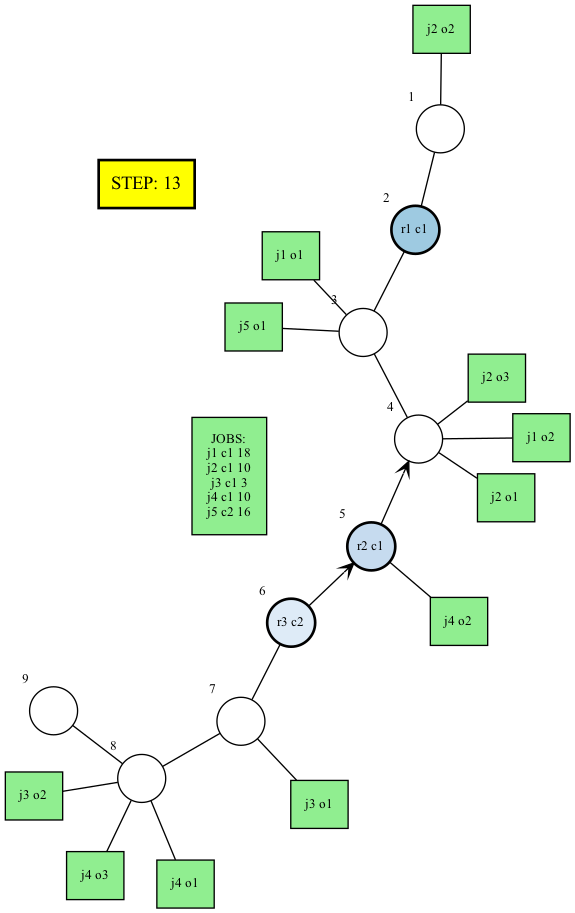 j2 o2
1
STEP: 13
2
r1 c1
j1 o1
3
j5 o1
j2 o3
4
j1 o2
JOBS:
j1 c1 18
j2 c1 10
j3 c1 3
j4 c1 10
j5 c2 16
j2 o1
5
r2 c1
6
r3 c2
j4 o2
9
7
8
j3 o2
j3 o1
j4 o3
j4 o1